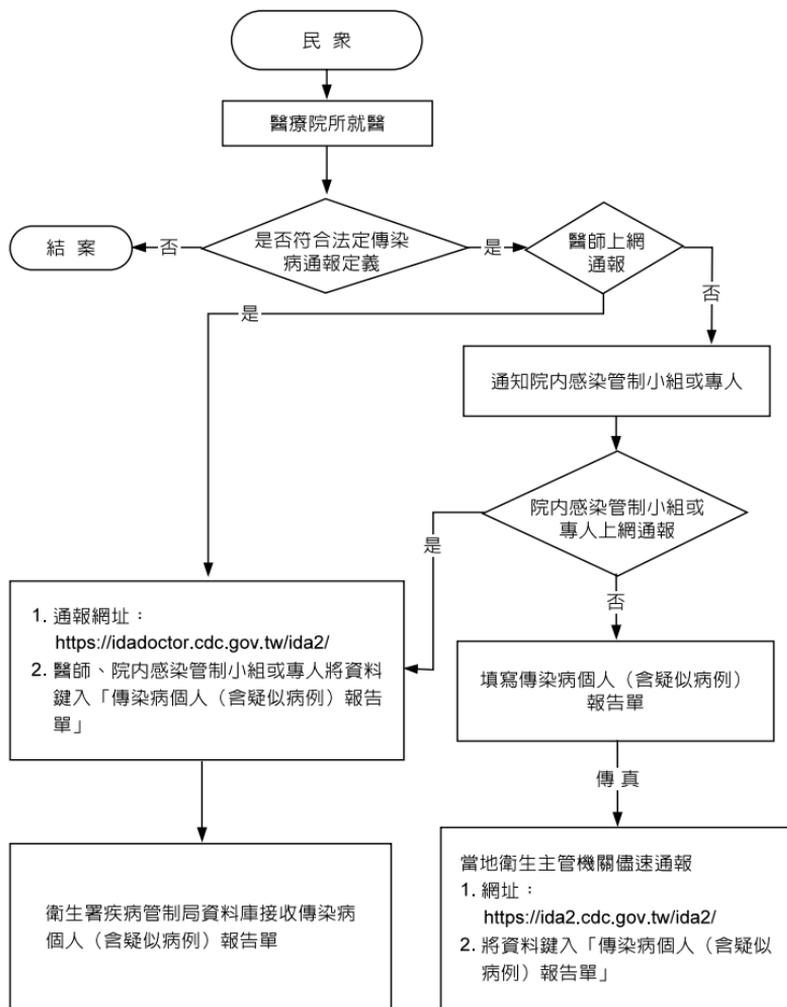 民 衆
醫療院所就醫
是否符合法定傳染
病通報定義
否
結 案
是
醫師上網
通報
是
否
通知院內感染管制小組或專人
院內感染管制小組或
專人上網通報
是
否
1. 通報網址：
https://idadoctor.cdc.gov.tw/ida2/
2. 醫師、院內感染管制小組或專人將資料
鍵入「傳染病個人（含疑似病例）報告
單」
填寫傳染病個人（含疑似病例）
報告單
傳 真
衛生署疾病管制局資料庫接收傳染病
個人（含疑似病例）報告單
當地衛生主管機關儘速通報
1. 網址：
https://ida2.cdc.gov.tw/ida2/
2. 將資料鍵入「傳染病個人（含疑似
病例）報告單」